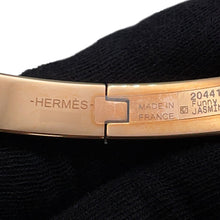 -HERMÈS-
MADE IN
FRANCE
20441
Funny
JASMIN